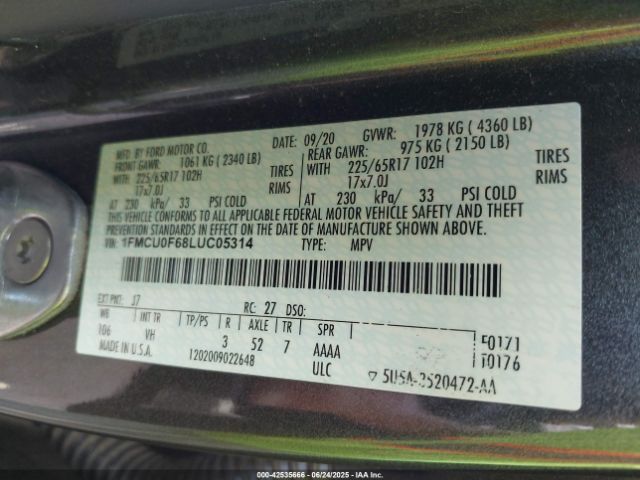 MFD. BY FORD MOTOR CO. DATE: 09/20 GVWR: 1978 KG ( 4360 LB)
FRONT GAWR: 1061 KG ( 2340 LB) REAR GAWR: 975 KG ( 2150 LB)
WITH 225/65R17 102H TIRES WITH 225/65R17 102H TIRES
17x7.0J RIMS 17x7.0J RIMS
AT 230 kPa/ 33 PSI COLD AT 230 kPa/ 33 PSI COLD
THIS VEHICLE CONFORMS TO ALL APPLICABLE FEDERAL MOTOR VEHICLE SAFETY AND THEFT
PREVENTION STANDARDS IN EFFECT ON THE DATE OF MANUFACTURE SHOWN ABOVE.
VIN: 1FMCU0F68LUC05314 TYPE: MPV
EXT PNT: J7 RC: 27 DSO:
WB INT TR TP/PS R AXLE TR SPR
106 VH 3 52 7 AAAA F0171
MADE IN U.S.A. 1202009022648 ULC T0176
5U5A-3520472-AA
000-42535666 - 06/24/2025 - IAA Inc.